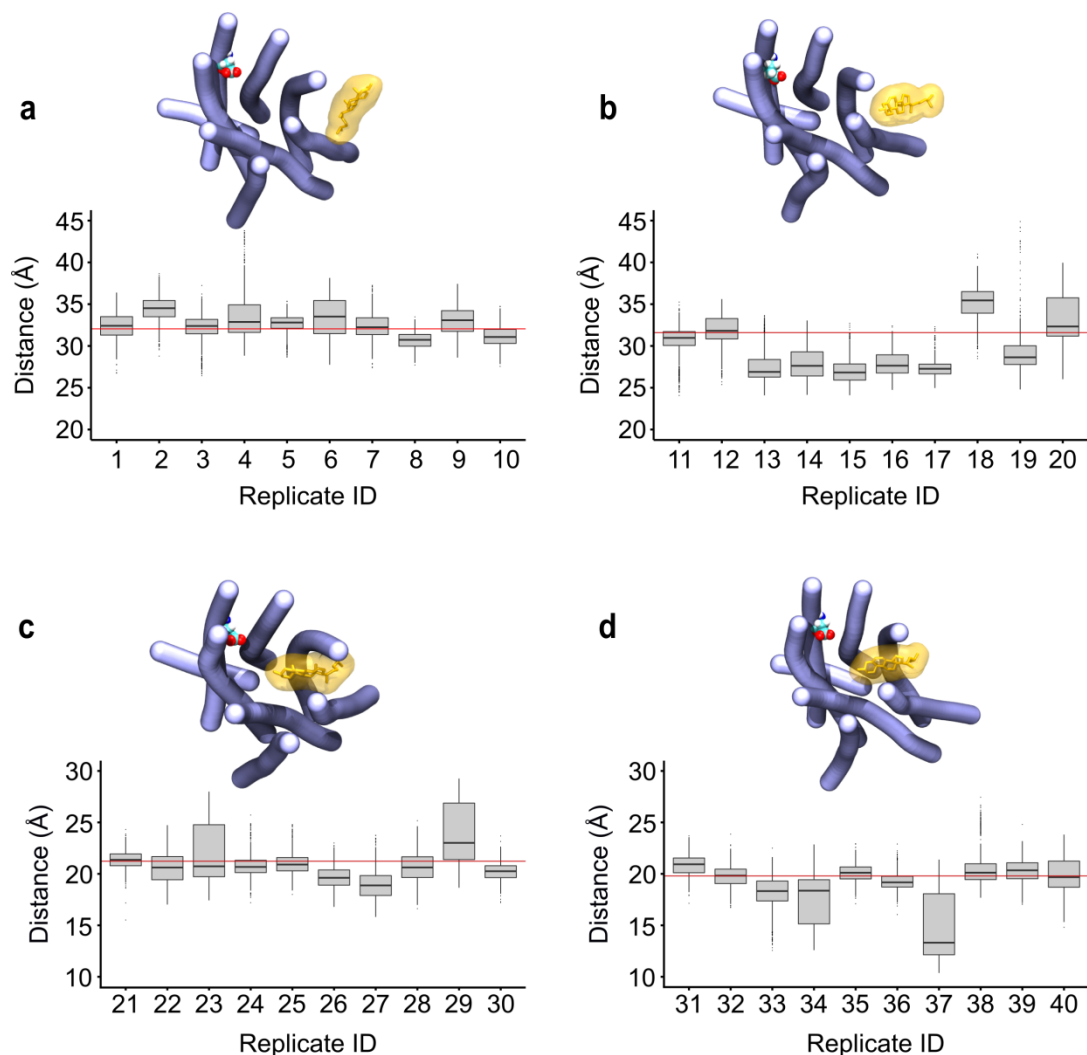 a
b
45
40
35
30
25
20
Distance (Å)
1 2 3 4 5 6 7 8 9 10
Replicate ID
45
40
35
30
25
20
Distance (Å)
11 12 13 14 15 16 17 18 19 20
Replicate ID
c
d
30
25
20
15
10
Distance (Å)
21 22 23 24 25 26 27 28 29 30
Replicate ID
30
25
20
15
10
Distance (Å)
31 32 33 34 35 36 37 38 39 40
Replicate ID